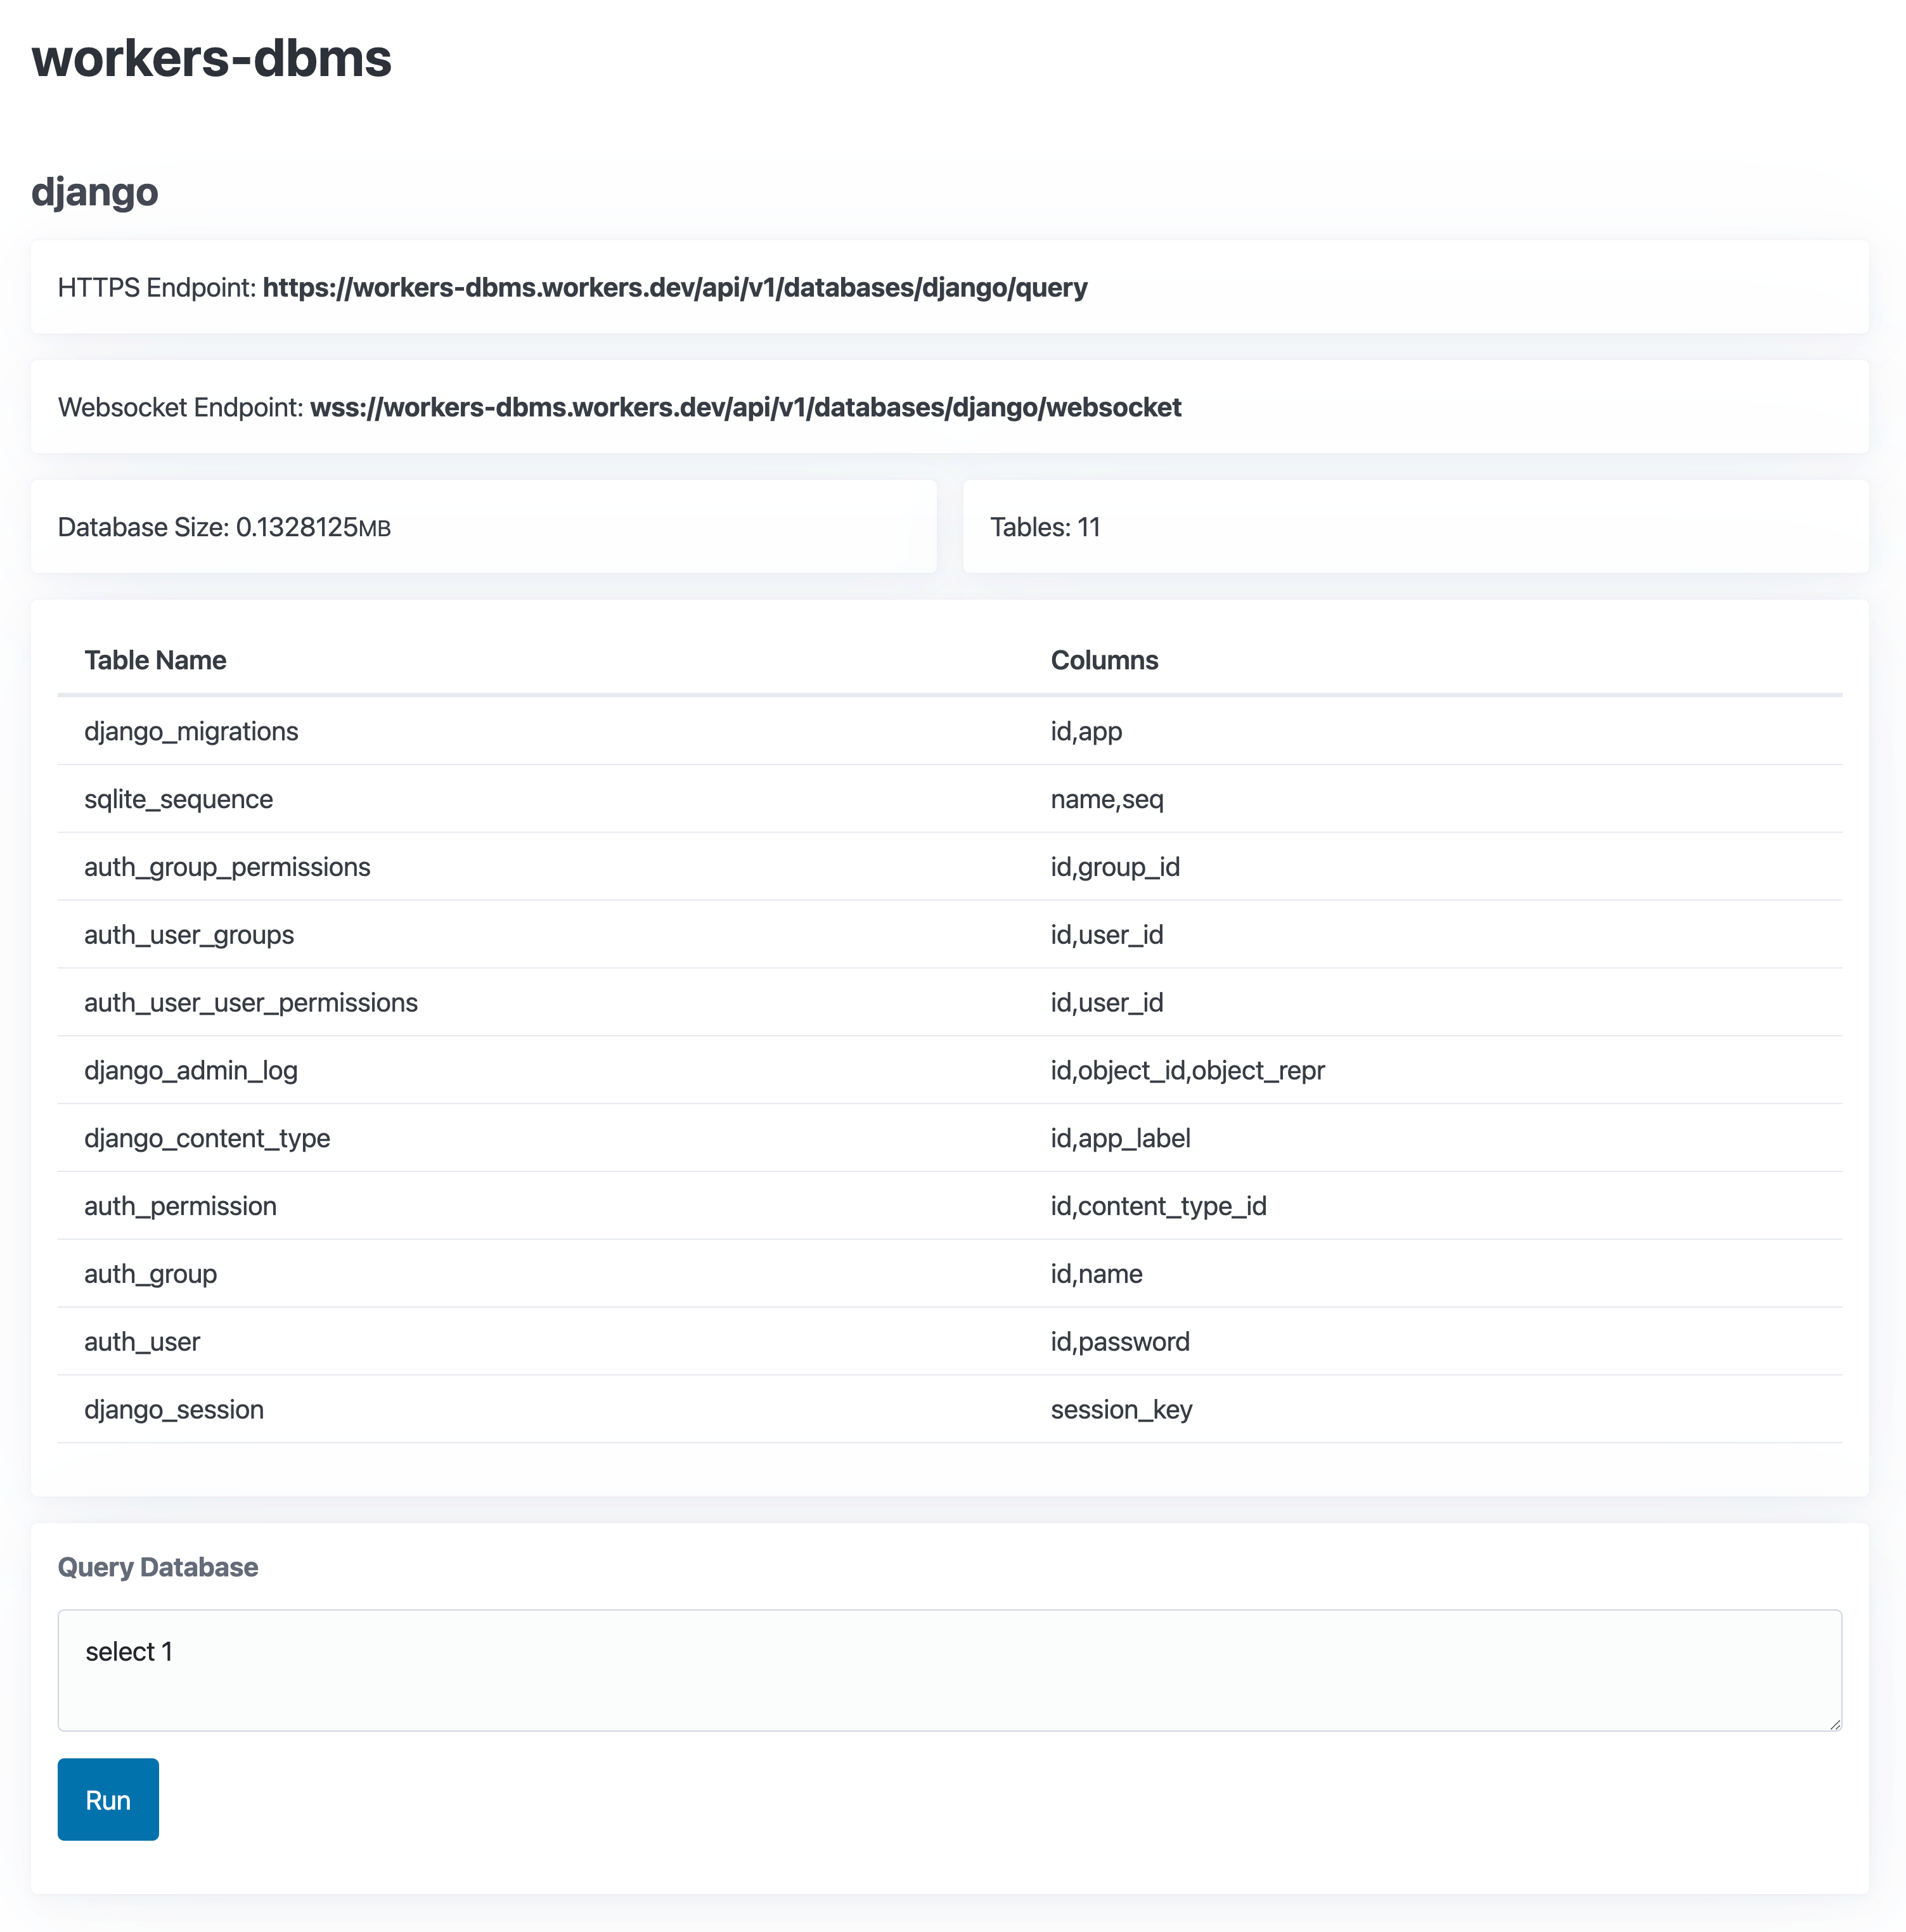 workers-dbms
django
HTTPS Endpoint: https://workers-dbms.workers.dev/api/v1/databases/django/query
Websocket Endpoint: wss://workers-dbms.workers.dev/api/v1/databases/django/websocket
Database Size: 0.1328125MB
Tables: 11
Table Name Columns
django_migrations id,app
sqlite_sequence name,seq
auth_group_permissions id,group_id
auth_user_groups id,user_id
auth_user_user_permissions id,user_id
django_admin_log id,object_id,object_repr
django_content_type id,app_label
auth_permission id,content_type_id
auth_group id,name
auth_user id,password
django_session session_key
Query Database
select 1
Run